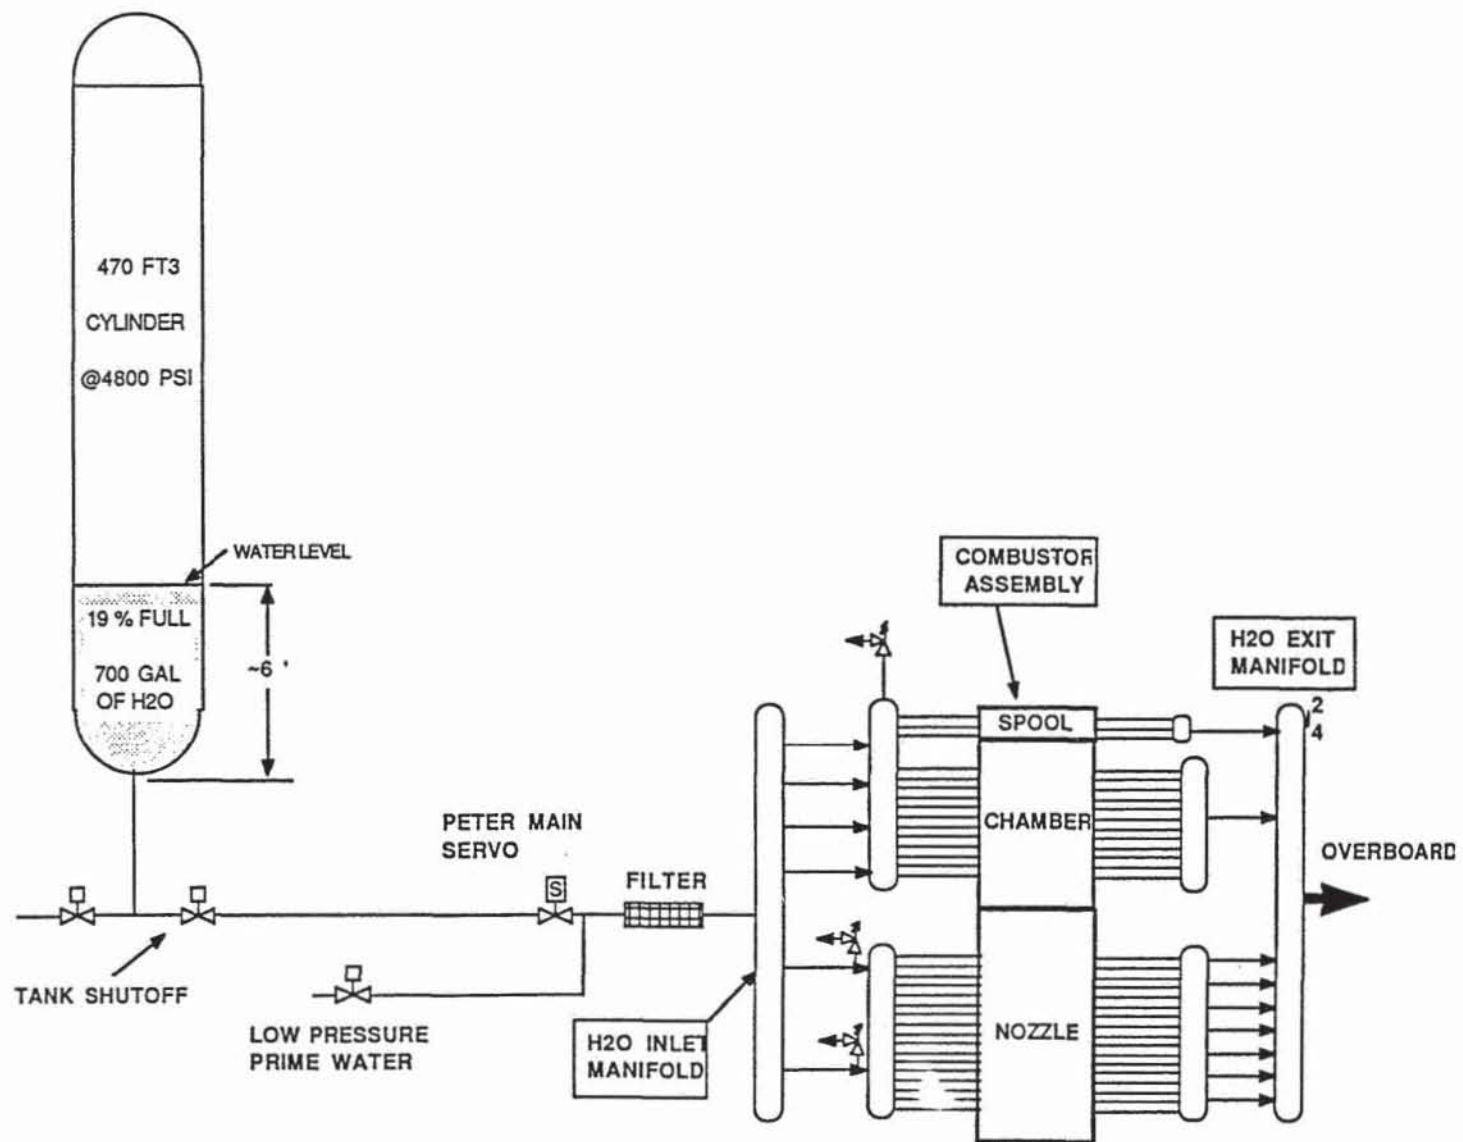 470 FT3
CYLINDER
@4800 PSI
WATER LEVEL
19 % FULL
700 GAL
OF H2O
~6 '
COMBUSTOR
ASSEMBLY
H2O EXIT
MANIFOLD
2
4
SPOOL
CHAMBER
OVERBOARD
PETER MAIN
SERVO
S
FILTER
TANK SHUTOFF
LOW PRESSURE
PRIME WATER
H2O INLET
MANIFOLD
NOZZLE